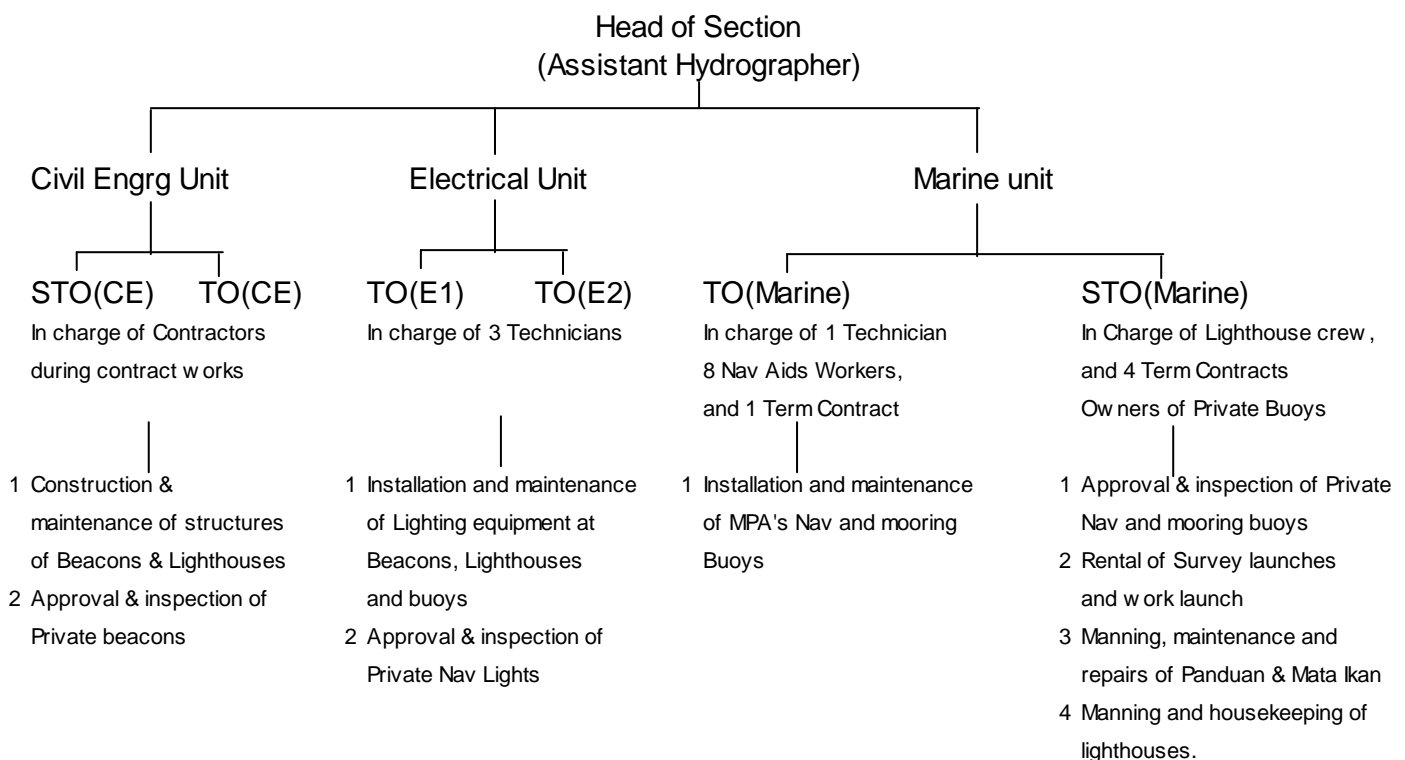 Head of Section
(Assistant Hydrographer)
Civil Engrg Unit
Electrical Unit
Marine unit
STO(CE) TO(CE)
In charge of Contractors
during contract works
1 Construction &
maintenance of structures
of Beacons & Lighthouses
2 Approval & inspection of
Private beacons
TO(E1) TO(E2)
In charge of 3 Technicians
1 Installation and maintenance
of Lighting equipment at
Beacons, Lighthouses
and buoys
2 Approval & inspection of
Private Nav Lights
TO(Marine)
In charge of 1 Technician
8 Nav Aids Workers,
and 1 Term Contract
1 Installation and maintenance
of MPA's Nav and mooring
Buoys
STO(Marine)
In Charge of Lighthouse crew,
and 4 Term Contracts
Owners of Private Buoys
1 Approval & inspection of Private
Nav and mooring buoys
2 Rental of Survey launches
and work launch
3 Manning, maintenance and
repairs of Panduan & Mata Ikan
4 Manning and housekeeping of
lighthouses.